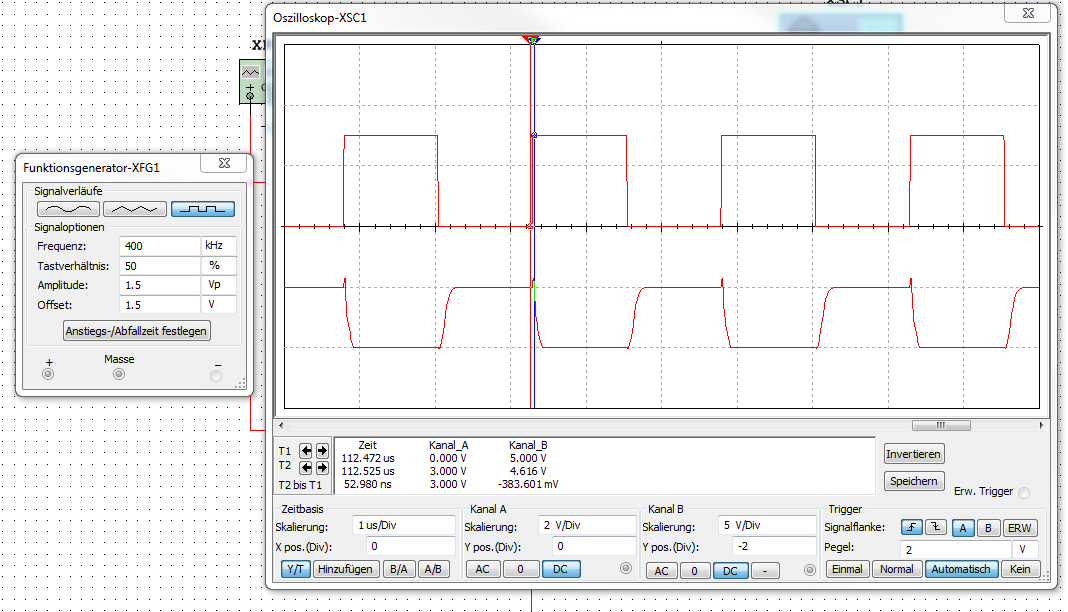 Oszilloskop-XSC1
Funktionsgenerator-XFG1
Signalverläufe
Signaloptionen
Frequenz: 400 kHz
Tastverhältnis: 50 %
Amplitude: 1.5 Vp
Offset: 1.5 V
Anstiegs-/Abfallzeit festlegen
+ Masse –
T1
T2
T2 bis T1
Zeit Kanal_A Kanal_B
112.472 us 0.000 V 5.000 V
112.525 us 3.000 V 4.616 V
52.980 ns 3.000 V -383.601 mV
Invertieren
Speichern
Erw. Trigger
Zeitbasis
Skalierung: 1 us/Div
X pos.(Div): 0
Y/T Hinzufügen B/A A/B
Kanal A
Skalierung: 2 V/Div
Y pos.(Div): 0
AC 0 DC
Kanal B
Skalierung: 5 V/Div
Y pos.(Div): -2
AC 0 DC -
Trigger
Signalflanke: A B ERW
Pegel: 2 V
Einmal Normal Automatisch Kein